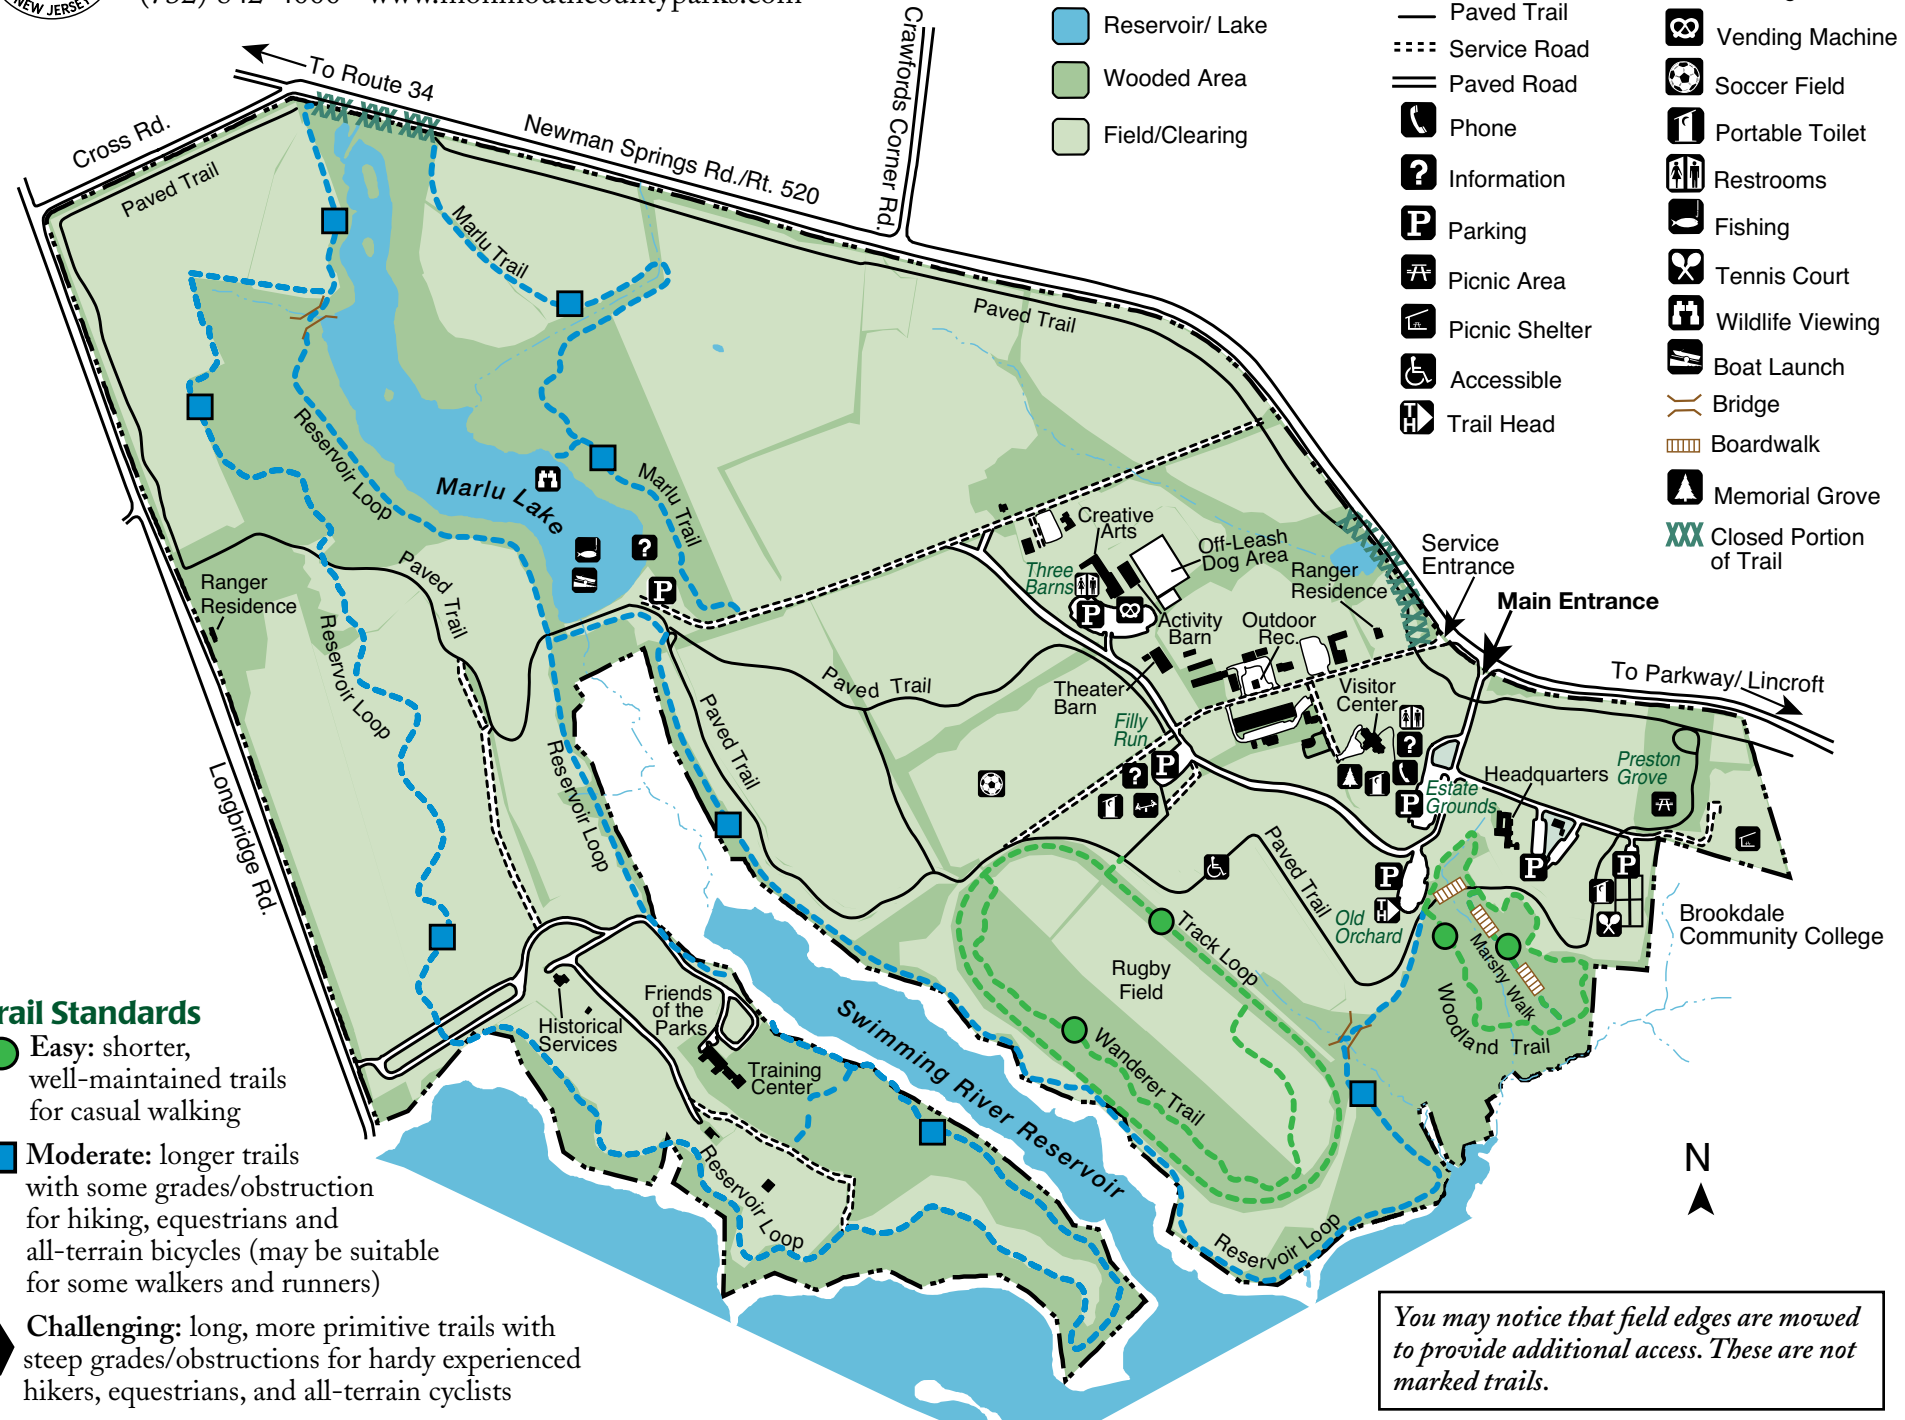 NEW JERSEY
www.monmouthcountyparks.com
Reservoir/ Lake
Wooded Area
Field/Clearing
Paved Trail
Service Road
Paved Road
Phone
Information
Parking
Picnic Area
Picnic Shelter
Accessible
Trail Head
Vending Machine
Soccer Field
Portable Toilet
Restrooms
Fishing
Tennis Court
Wildlife Viewing
Boat Launch
Bridge
Boardwalk
Memorial Grove
XXX Closed Portion
of Trail
To Route 34
XXX XXX XXX
Cross Rd.
Paved Trail
Newman Springs Rd./Rt. 520
Crawfords Corner Rd.
Marlu Trail
Paved Trail
Reservoir Loop
Marlu Lake
Marlu Trail
Paved Trail
Ranger
Residence
Reservoir Loop
Longbridge Rd.
Creative
Arts
Three
Barns
Off-Leash
Dog Area
Ranger
Residence
Service
Entrance
Main Entrance
Activity
Barn
Outdoor
Rec.
Theater
Barn
Visitor
Center
To Parkway/ Lincroft
Paved Trail
Paved Trail
Filly
Run
Reservoir Loop
Estate
Grounds
Headquarters
Preston
Grove
Paved Trail
Old
Orchard
Track Loop
Rugby
Field
Marshy Walk
Woodland Trail
Brookdale
Community College
Wanderer Trail
Historical
Services
Friends
of the
Parks
Training
Center
Swimming River Reservoir
Reservoir Loop
Reservoir Loop
N
rail Standards
Easy: shorter,
well-maintained trails
for casual walking
Moderate: longer trails
with some grades/obstruction
for hiking, equestrians and
all-terrain bicycles (may be suitable
for some walkers and runners)
Challenging: long, more primitive trails with
steep grades/obstructions for hardy experienced
hikers, equestrians, and all-terrain cyclists
You may notice that field edges are mowed
to provide additional access. These are not
marked trails.